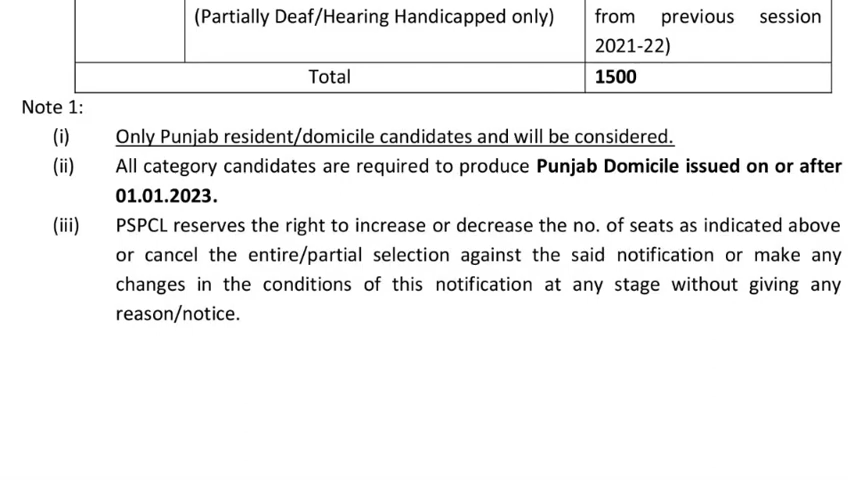 (Partially Deaf/Hearing Handicapped only)
from previous session
2021-22)
Total 1500
Note 1:
(i) Only Punjab resident/domicile candidates and will be considered.
(ii) All category candidates are required to produce Punjab Domicile issued on or after
01.01.2023.
(iii) PSPCL reserves the right to increase or decrease the no. of seats as indicated above
or cancel the entire/partial selection against the said notification or make any
changes in the conditions of this notification at any stage without giving any
reason/notice.